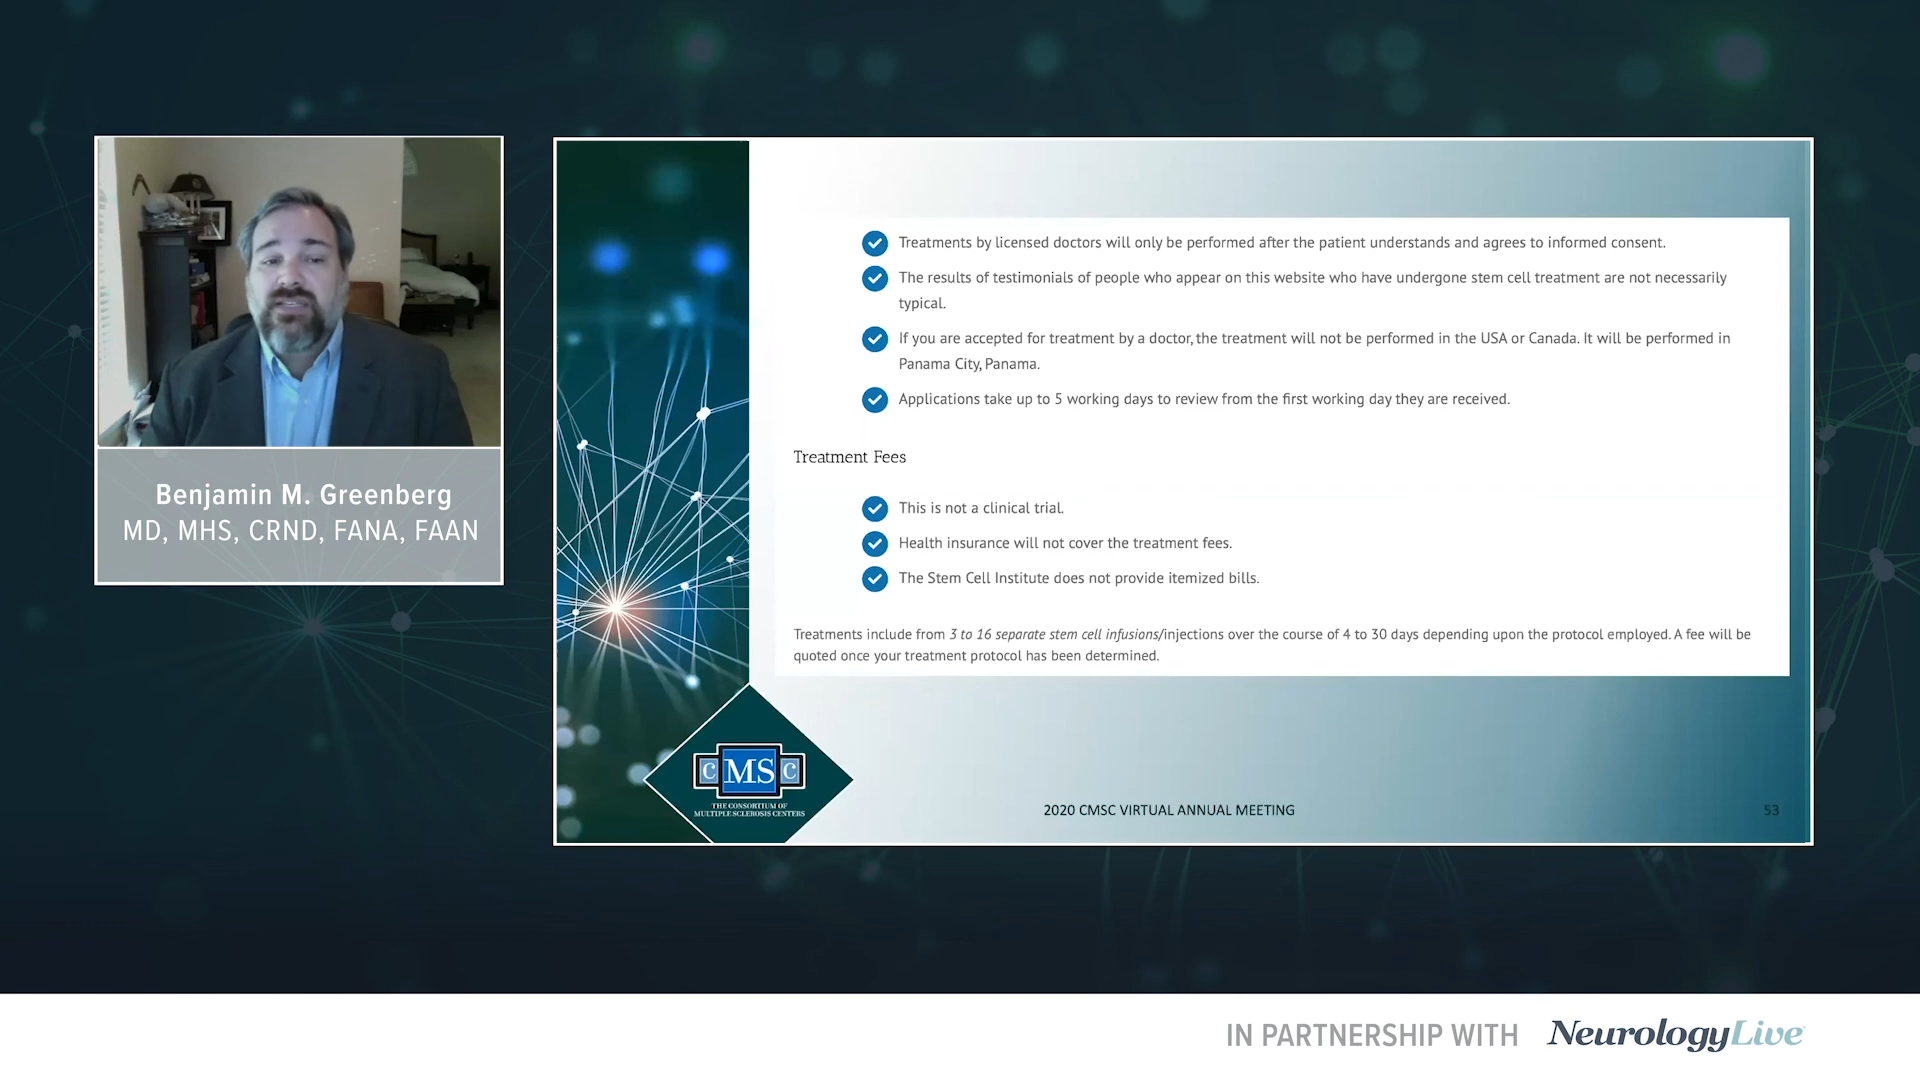 Benjamin M. Greenberg
MD, MHS, CRND, FANA, FAAN
Treatments by licensed doctors will only be performed after the patient understands and agrees to informed consent.
The results of testimonials of people who appear on this website who have undergone stem cell treatment are not necessarily
typical.
If you are accepted for treatment by a doctor, the treatment will not be performed in the USA or Canada. It will be performed in
Panama City, Panama.
Applications take up to 5 working days to review from the first working day they are received.
Treatment Fees
This is not a clinical trial.
Health insurance will not cover the treatment fees.
The Stem Cell Institute does not provide itemized bills.
Treatments include from 3 to 16 separate stem cell infusions/injections over the course of 4 to 30 days depending upon the protocol employed. A fee will be
quoted once your treatment protocol has been determined.
C MS C
THE CONSORTIUM OF
MULTIPLE SCLEROSIS CENTERS
2020 CMSC VIRTUAL ANNUAL MEETING
53
IN PARTNERSHIP WITH NeurologyLive